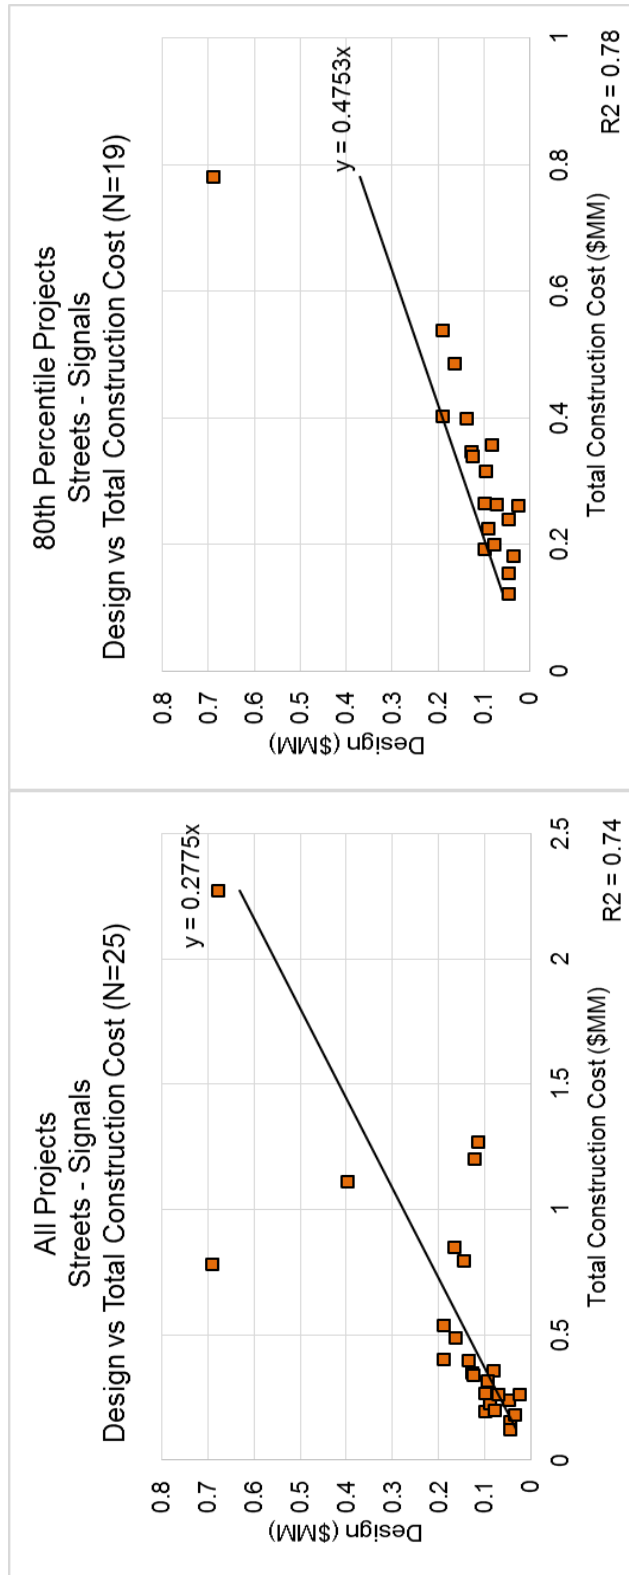 All Projects
Streets - Signals
Design vs Total Construction Cost (N=25)
y = 0.2775x
0.8
0.7
0.6
0.5
0.4
0.3
0.2
0.1
0
Design ($MM)
0
0.5
1
1.5
2
2.5
Total Construction Cost ($MM)
R2 = 0.74
80th Percentile Projects
Streets - Signals
Design vs Total Construction Cost (N=19)
y = 0.4753x
0.8
0.7
0.6
0.5
0.4
0.3
0.2
0.1
0
Design ($MM)
0
0.2
0.4
0.6
0.8
1
Total Construction Cost ($MM)
R2 = 0.78